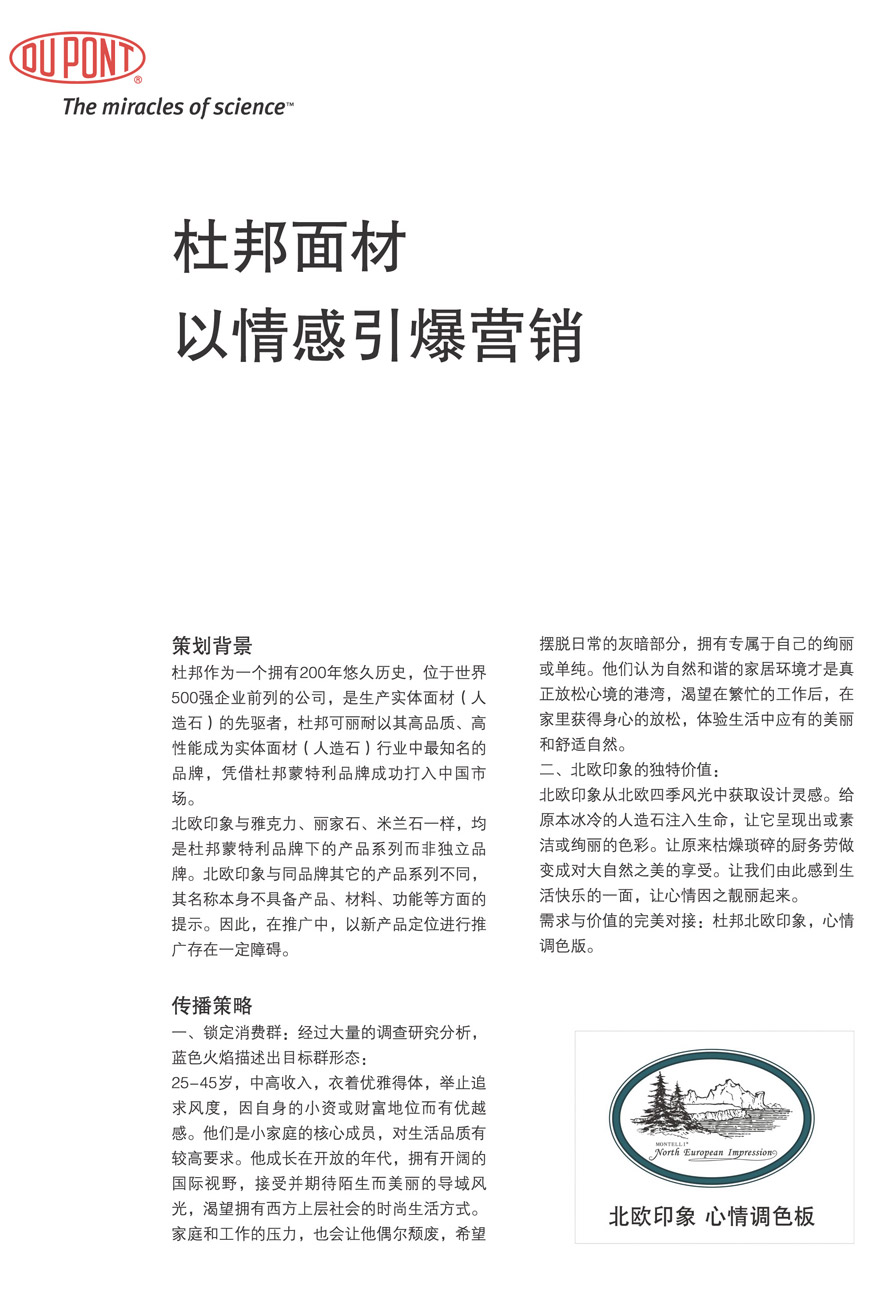 DU PONT®
The miracles of science™
杜邦面材
以情感引爆营销
策划背景
杜邦作为一个拥有200年悠久历史，位于世界
500强企业前列的公司，是生产实体面材（人
造石）的先驱者，杜邦可丽耐以其高品质、高
性能成为实体面材（人造石）行业中最知名的
品牌，凭借杜邦蒙特利品牌成功打入中国市
场。
北欧印象与雅克力、丽家石、米兰石一样，均
是杜邦蒙特利品牌下的产品系列而非独立品
牌。北欧印象与同品牌其它的产品系列不同，
其名称本身不具备产品、材料、功能等方面的
提示。因此，在推广中，以新产品定位进行推
广存在一定障碍。
传播策略
一、锁定消费群：经过大量的调查研究分析，
蓝色火焰描述出目标群形态：
25-45岁，中高收入，衣着优雅得体，举止追
求风度，因自身的小资或财富地位而有优越
感。他们是小家庭的核心成员，对生活品质有
较高要求。他成长在开放的年代，拥有开阔的
国际视野，接受并期待陌生而美丽的导域风
光，渴望拥有西方上层社会的时尚生活方式。
家庭和工作的压力，也会让他偶尔颓废，希望
摆脱日常的灰暗部分，拥有专属于自己的绚丽
或单纯。他们认为自然和谐的家居环境才是真
正放松心境的港湾，渴望在繁忙的工作后，在
家里获得身心的放松，体验生活中应有的美丽
和舒适自然。
二、北欧印象的独特价值：
北欧印象从北欧四季风光中获取设计灵感。给
原本冰冷的人造石注入生命，让它呈现出或素
洁或绚丽的色彩。让原来枯燥琐碎的厨务劳做
变成对大自然之美的享受。让我们由此感到生
活快乐的一面，让心情因之靓丽起来。
需求与价值的完美对接：杜邦北欧印象，心情
调色版。
MONTELLI®
North European Impression
北欧印象 心情调色板